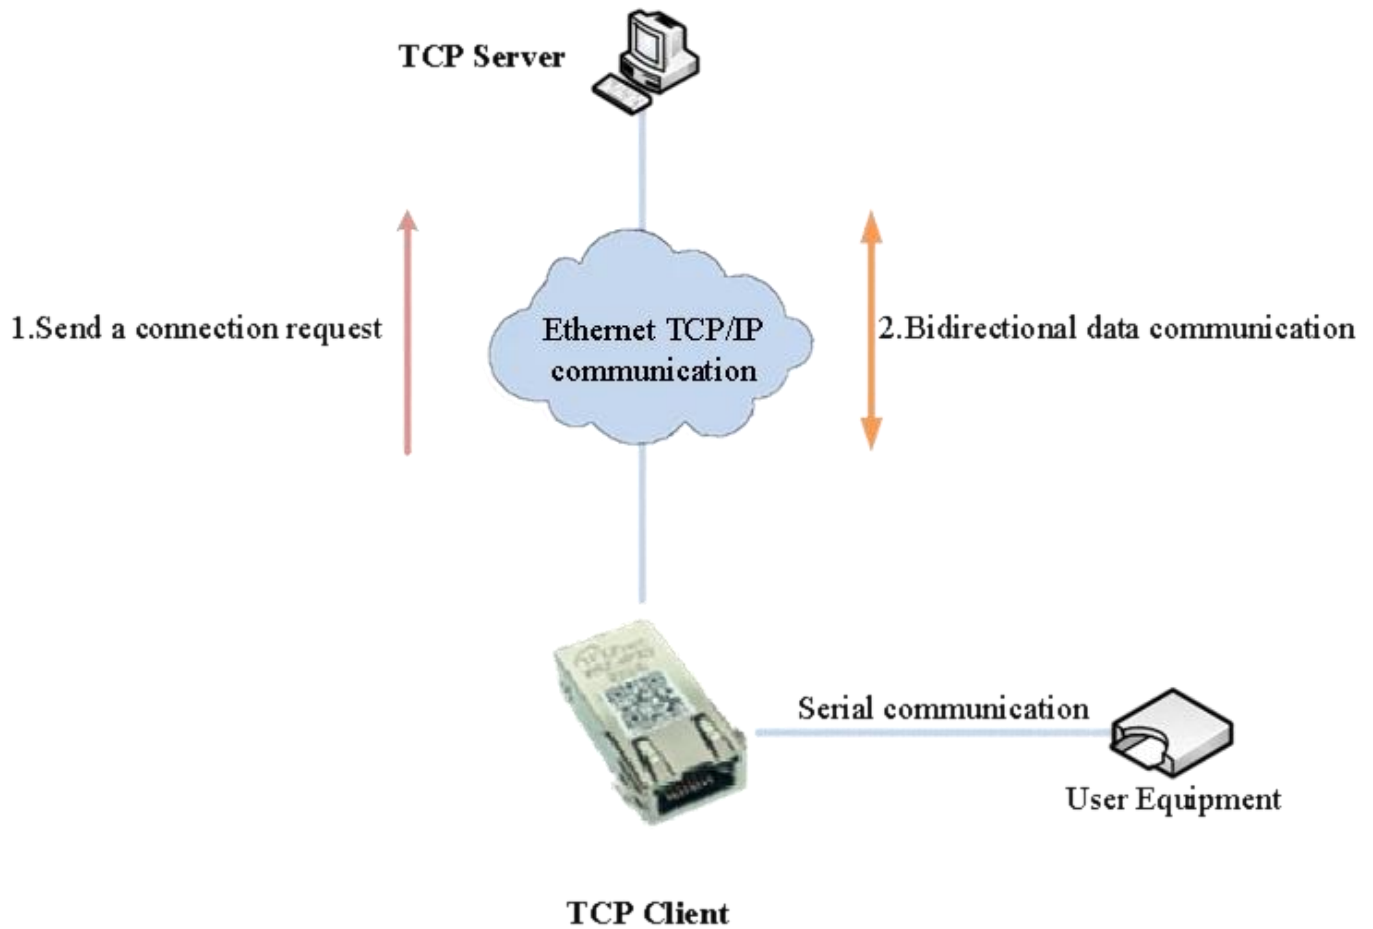 TCP Server
1.Send a connection request
Ethernet TCP/IP
communication
2.Bidirectional data communication
Serial communication
User Equipment
TCP Client